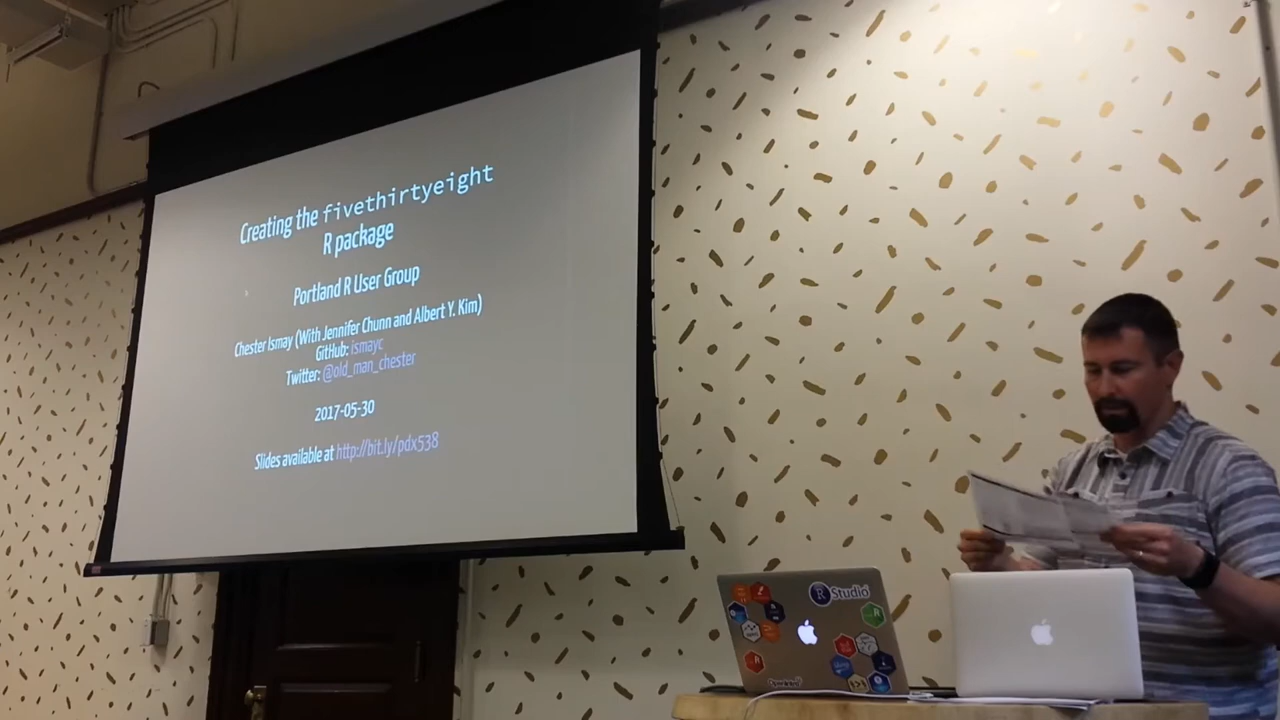 Creating the fivethirtyeight
R package
Portland R User Group
Chester Ismay (With Jennifer Chunn and Albert Y. Kim)
GitHub: ismayc
Twitter: @old_man_chester
2017-05-30
Slides available at http://bit.ly/pdx538
R Studio